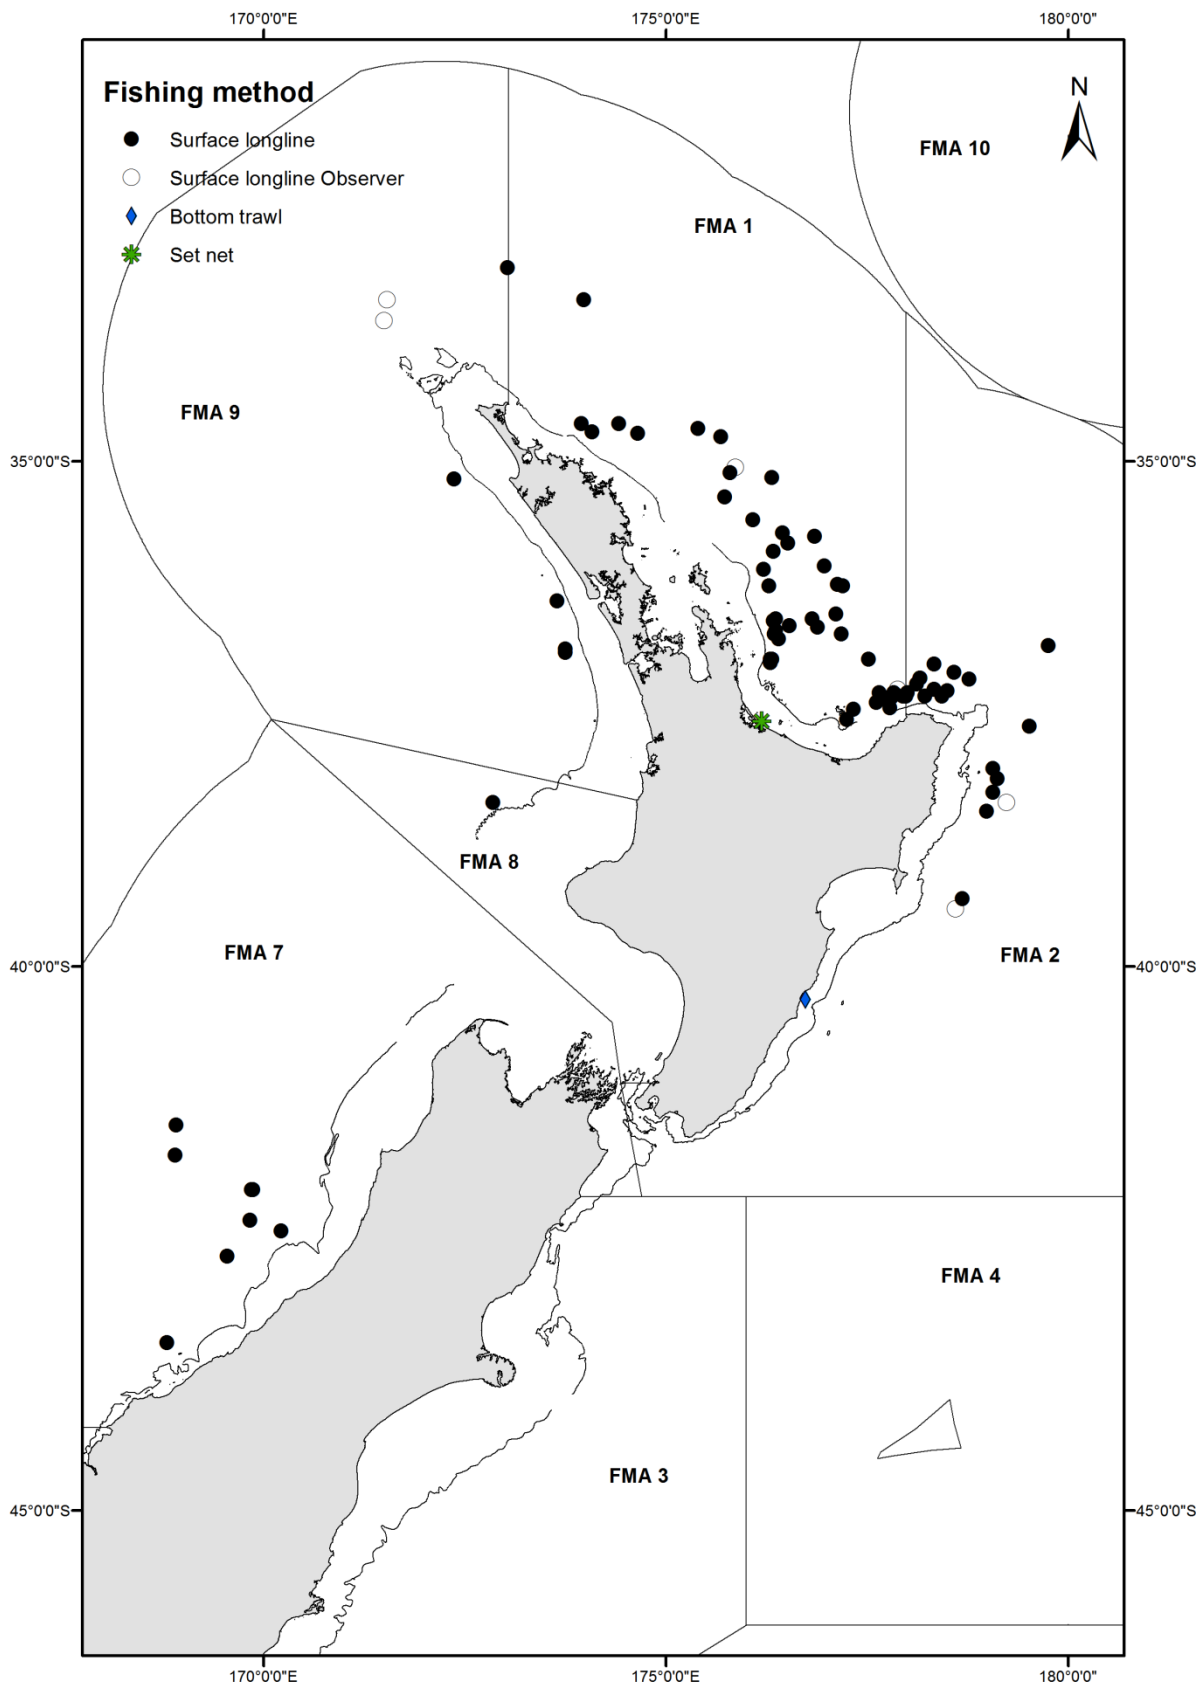 170°0'0"E 175°0'0"E 180°0'0"
Fishing method
Surface longline
Surface longline Observer
Bottom trawl
Set net
N
FMA 10
FMA 1
FMA 9
35°0'0"S 35°0'0"S
FMA 8
FMA 7
FMA 2
40°0'0"S 40°0'0"S
FMA 4
FMA 3
45°0'0"S 45°0'0"S
170°0'0"E 175°0'0"E 180°0'0"